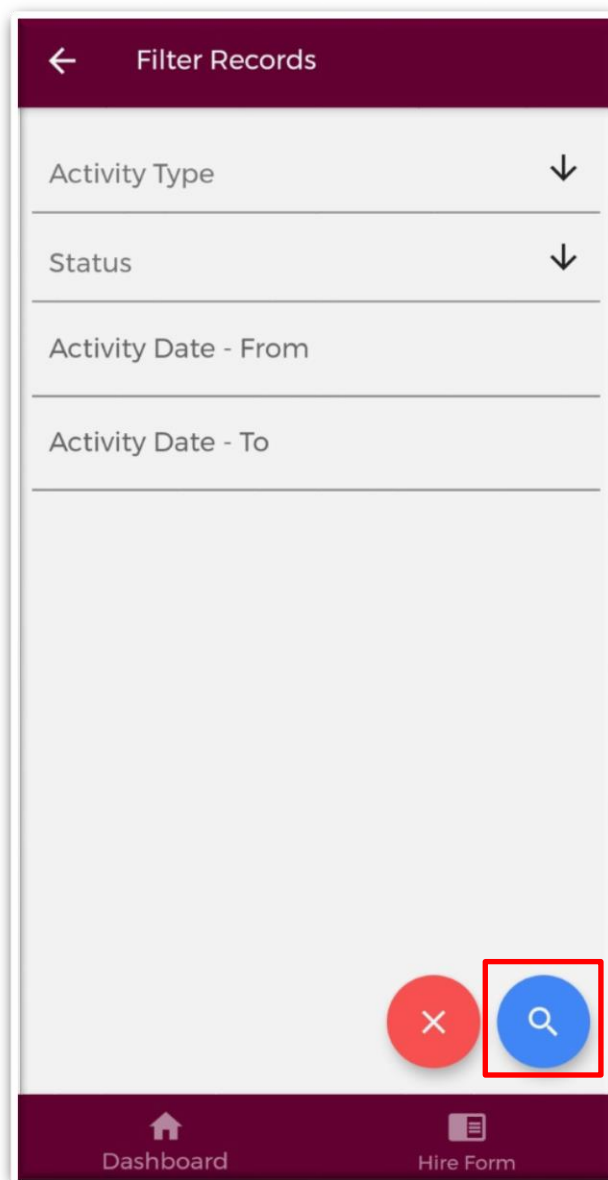 Filter Records
Activity Type
Status
Activity Date - From
Activity Date - To
Dashboard
Hire Form